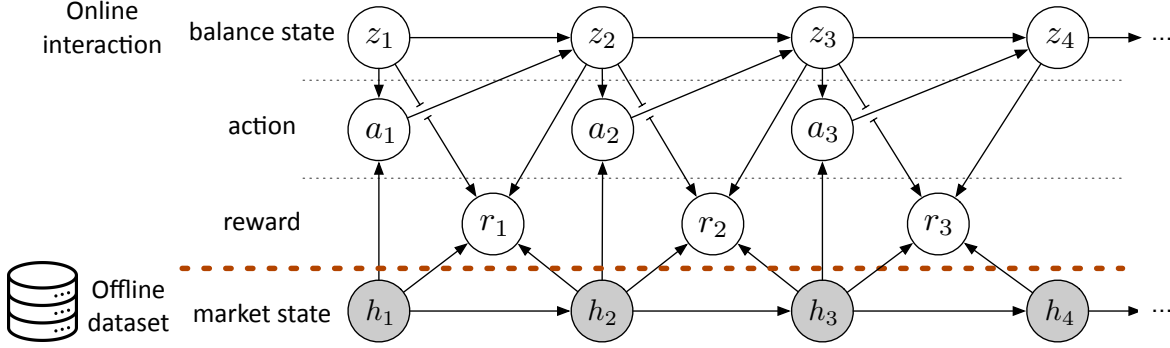 Online
interaction
balance state
z₁ z₂ z₃ z₄ ...
action
a₁ a₂ a₃
reward
r₁ r₂ r₃
Offline
dataset
market state
h₁ h₂ h₃ h₄ ...